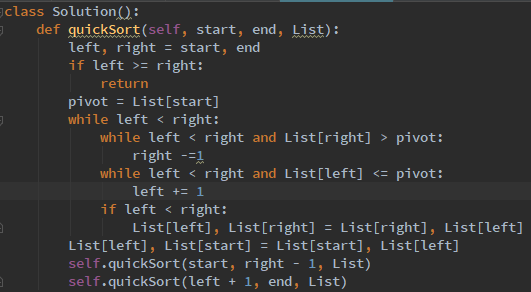 class Solution():
    def quickSort(self, start, end, List):
        left, right = start, end
        if left >= right:
            return
        pivot = List[start]
        while left < right:
            while left < right and List[right] > pivot:
                right -=1
            while left < right and List[left] <= pivot:
                left += 1
            if left < right:
                List[left], List[right] = List[right], List[left]
        List[left], List[start] = List[start], List[left]
        self.quickSort(start, right - 1, List)
        self.quickSort(left + 1, end, List)